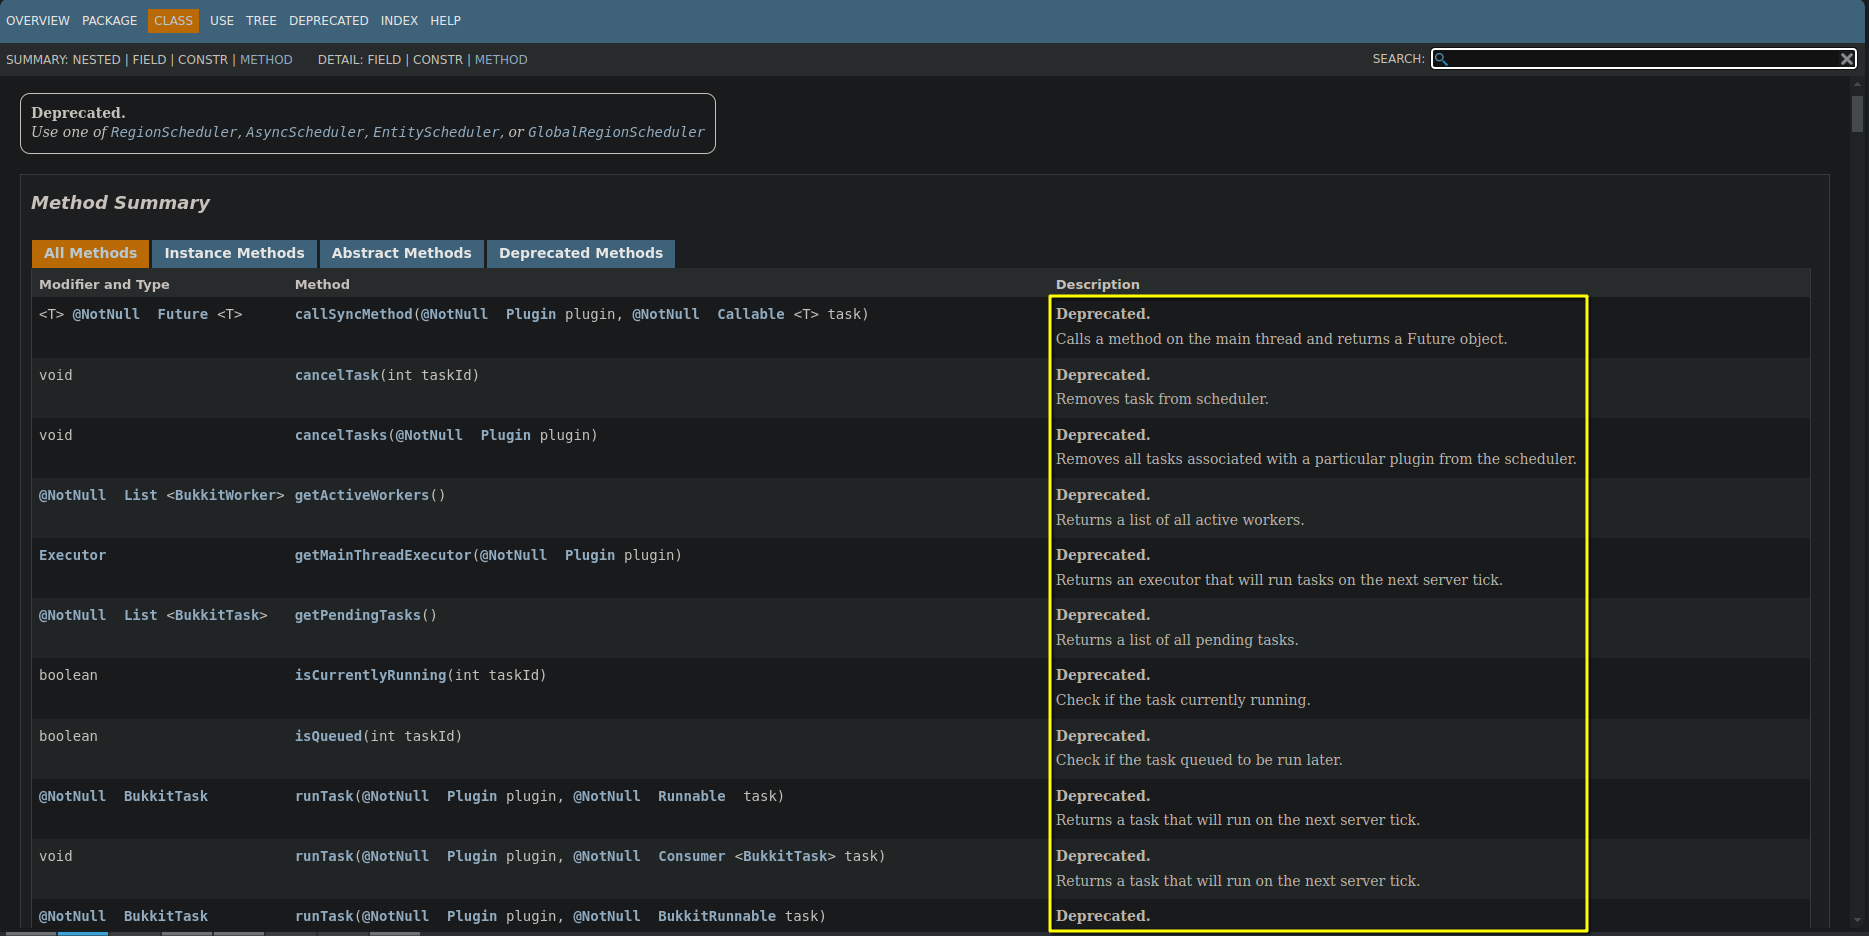 OVERVIEW PACKAGE CLASS USE TREE DEPRECATED INDEX HELP
SUMMARY: NESTED | FIELD | CONSTR | METHOD DETAIL: FIELD | CONSTR | METHOD SEARCH:
Deprecated.
Use one of RegionScheduler, AsyncScheduler, EntityScheduler, or GlobalRegionScheduler
Method Summary
All Methods Instance Methods Abstract Methods Deprecated Methods
Modifier and Type Method Description
<T> @NotNull Future <T> callSyncMethod(@NotNull Plugin plugin, @NotNull Callable <T> task) Deprecated.
Calls a method on the main thread and returns a Future object.
void cancelTask(int taskId) Deprecated.
Removes task from scheduler.
void cancelTasks(@NotNull Plugin plugin) Deprecated.
Removes all tasks associated with a particular plugin from the scheduler.
@NotNull List <BukkitWorker> getActiveWorkers() Deprecated.
Returns a list of all active workers.
Executor getMainThreadExecutor(@NotNull Plugin plugin) Deprecated.
Returns an executor that will run tasks on the next server tick.
@NotNull List <BukkitTask> getPendingTasks() Deprecated.
Returns a list of all pending tasks.
boolean isCurrentlyRunning(int taskId) Deprecated.
Check if the task currently running.
boolean isQueued(int taskId) Deprecated.
Check if the task queued to be run later.
@NotNull BukkitTask runTask(@NotNull Plugin plugin, @NotNull Runnable task) Deprecated.
Returns a task that will run on the next server tick.
void runTask(@NotNull Plugin plugin, @NotNull Consumer <BukkitTask> task) Deprecated.
Returns a task that will run on the next server tick.
@NotNull BukkitTask runTask(@NotNull Plugin plugin, @NotNull BukkitRunnable task) Deprecated.